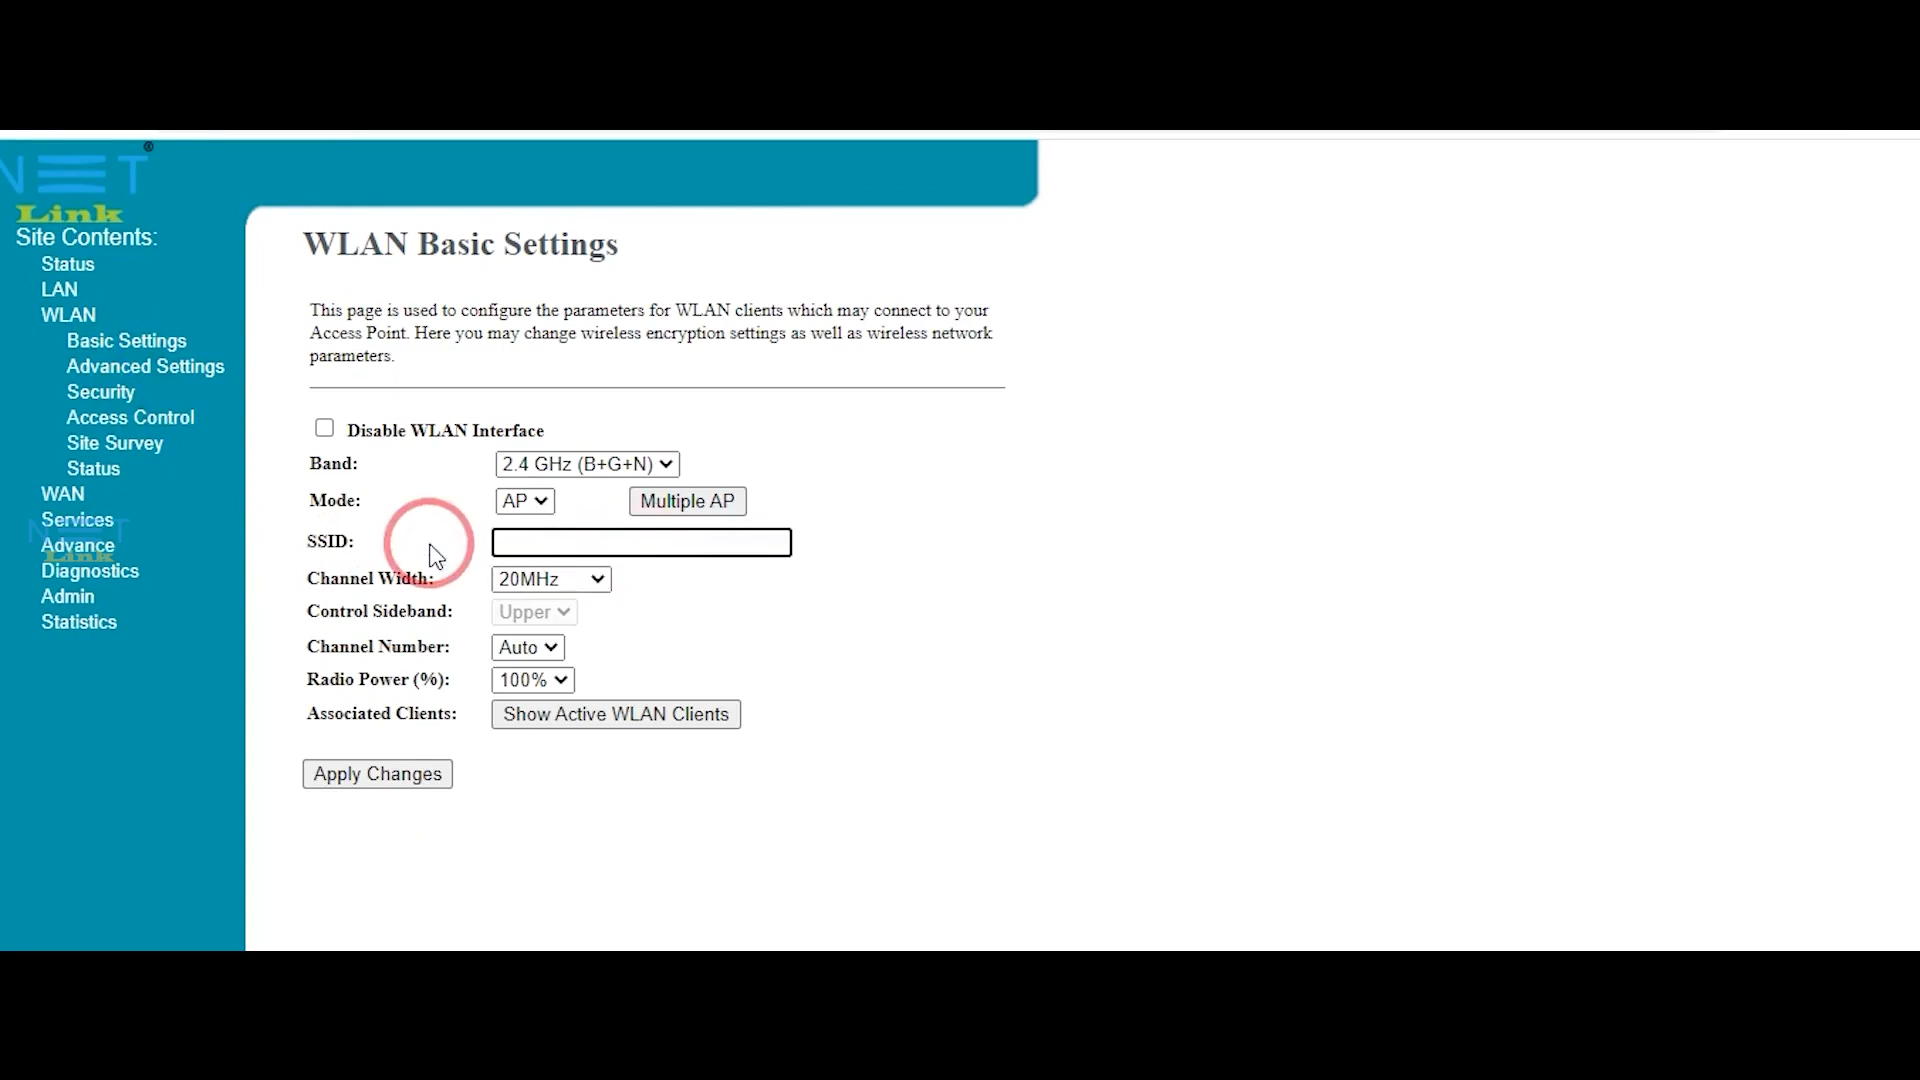 NET®
Link
Site Contents:
Status
LAN
WLAN
Basic Settings
Advanced Settings
Security
Access Control
Site Survey
Status
WAN
Services
Advance
Diagnostics
Admin
Statistics
NET
Link
WLAN Basic Settings
This page is used to configure the parameters for WLAN clients which may connect to your
Access Point. Here you may change wireless encryption settings as well as wireless network
parameters.
Disable WLAN Interface
Band: 2.4 GHz (B+G+N)
Mode: AP Multiple AP
SSID:
Channel Width: 20MHz
Control Sideband: Upper
Channel Number: Auto
Radio Power (%): 100%
Associated Clients: Show Active WLAN Clients
Apply Changes